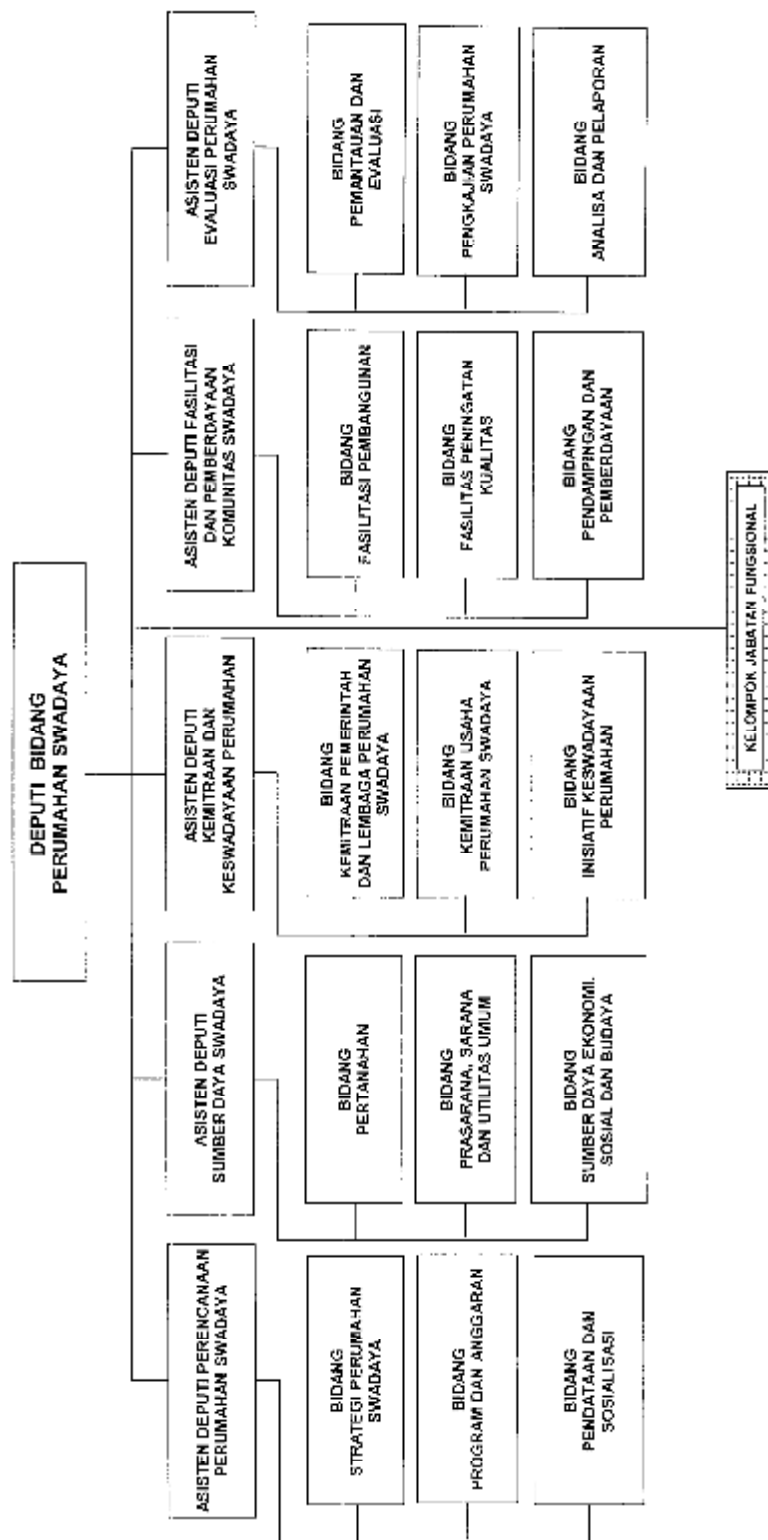 DEPUTI BIDANG
PERUMAHAN SWADAYA
ASISTEN DEPUTI PERENCANAAN
PERUMAHAN SWADAYA
BIDANG
STRATEGI PERUMAHAN
SWADAYA
BIDANG
PROGRAM DAN ANGGARAN
BIDANG
PENDATAAN DAN
SOSIALISASI
ASISTEN DEPUTI
SUMBER DAYA SWADAYA
BIDANG
PERTANAHAN
BIDANG
PRASARANA, SARANA
DAN UTILITAS UMUM
BIDANG
SUMBER DAYA EKONOMI,
SOSIAL DAN BUDAYA
ASISTEN DEPUTI
KEMITRAAN DAN
KESWADAYAAN PERUMAHAN
BIDANG
KEMITRAAN PEMERINTAH
DAN LEMBAGA PERUMAHAN
SWADAYA
BIDANG
KEMITRAAN USAHA
PERUMAHAN SWADAYA
BIDANG
INISIATIF KESWADAYAAN
PERUMAHAN
ASISTEN DEPUTI FASILITASI
DAN PEMBERDAYAAN
KOMUNITAS SWADAYA
BIDANG
FASILITASI PEMBANGUNAN
BIDANG
FASILITAS PENINGATAN
KUALITAS
BIDANG
PENDAMPINGAN DAN
PEMBERDAYAAN
ASISTEN DEPUTI
EVALUASI PERUMAHAN
SWADAYA
BIDANG
PEMANTAUAN DAN
EVALUASI
BIDANG
PENGKAJIAN PERUMAHAN
SWADAYA
BIDANG
ANALISA DAN PELAPORAN
KELOMPOK JABATAN FUNGSIONAL